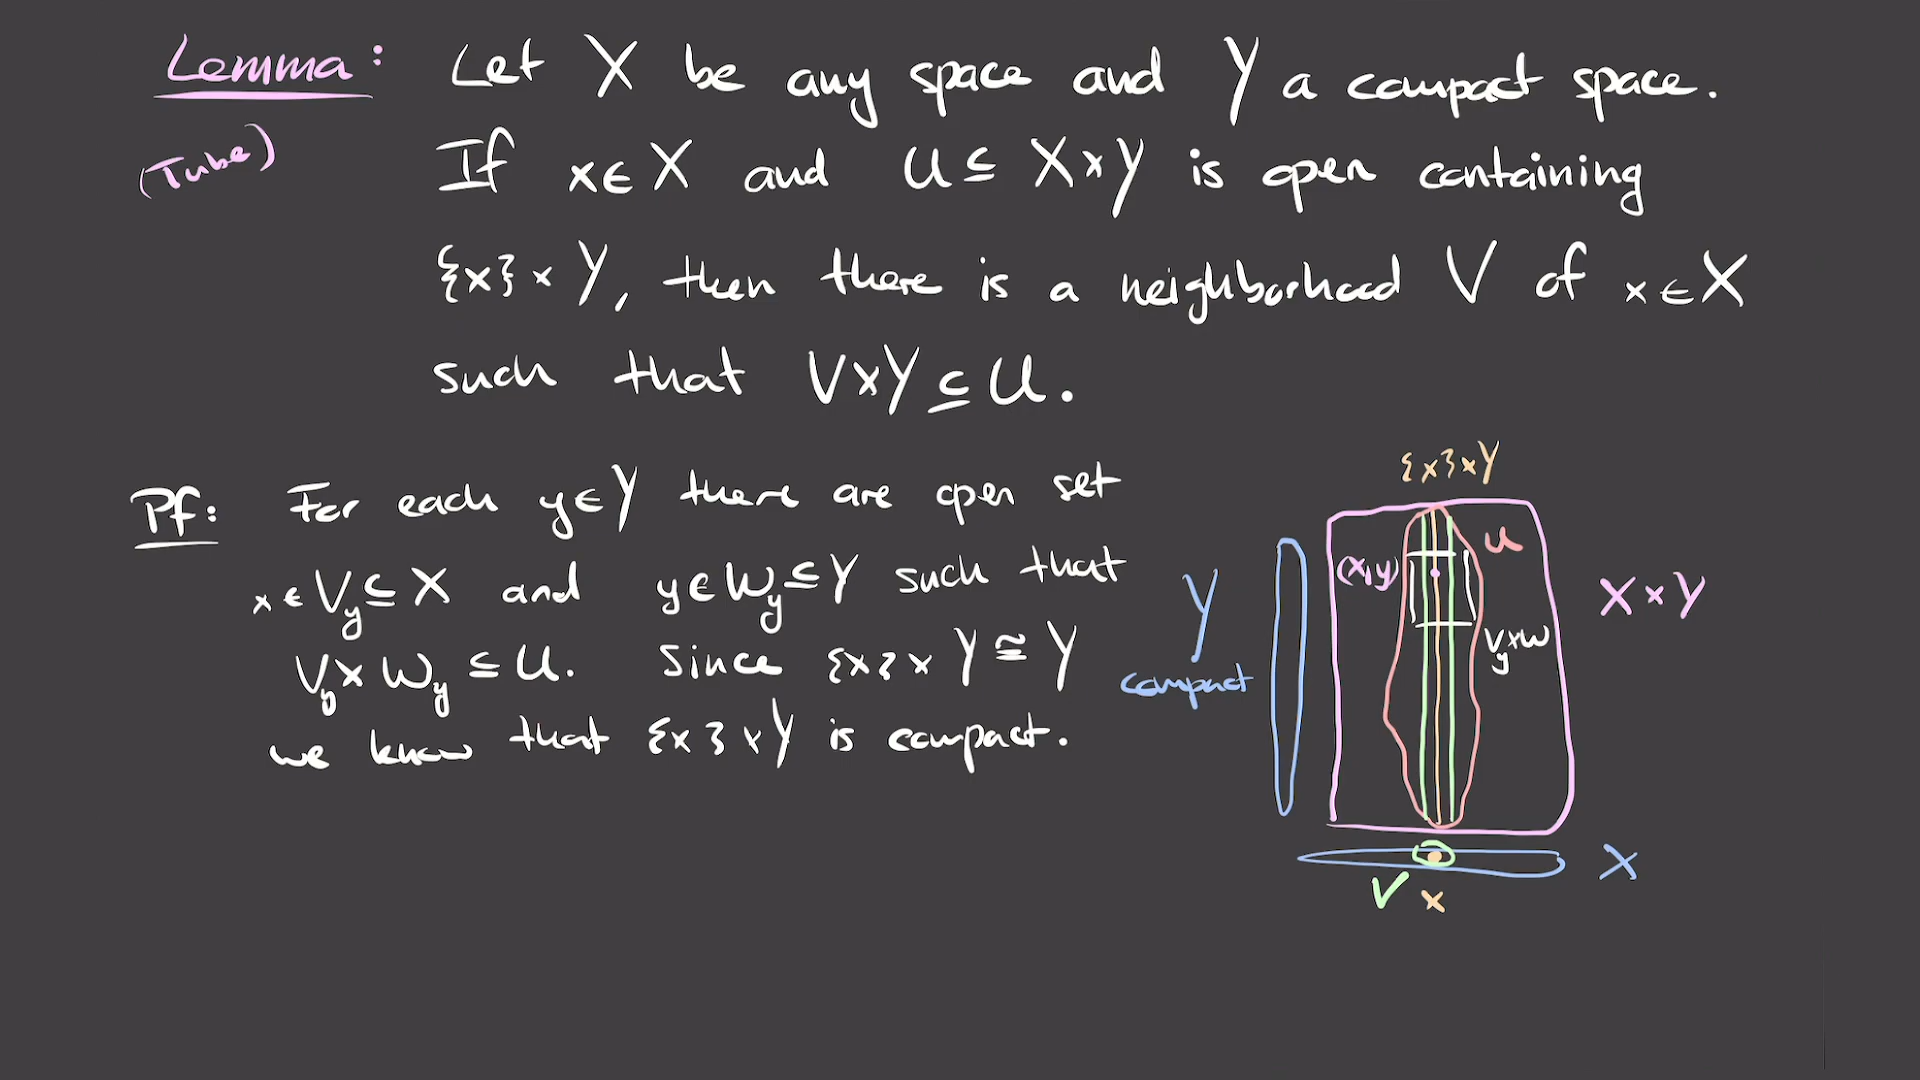 Lemma: Let X be any space and Y a compact space.
(Tube) If x∈X and U⊆X×Y is open containing
{x}×Y, then there is a neighborhood V of x∈X
such that V×Y⊆U.
Pf: For each y∈Y there are open set
x∈V_y⊆X and y∈W_y⊆Y such that
V_y×W_y⊆U. Since {x}×Y≅Y
we know that {x}×Y is compact.
{x}×Y
U
(x,y)
Y
X×Y
V_y×W
compact
X
V x